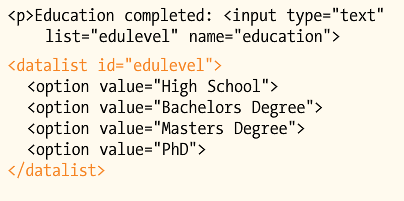 <p>Education completed: <input type="text"
list="edulevel" name="education">
<datalist id="edulevel">
<option value="High School">
<option value="Bachelors Degree">
<option value="Masters Degree">
<option value="PhD">
</datalist>